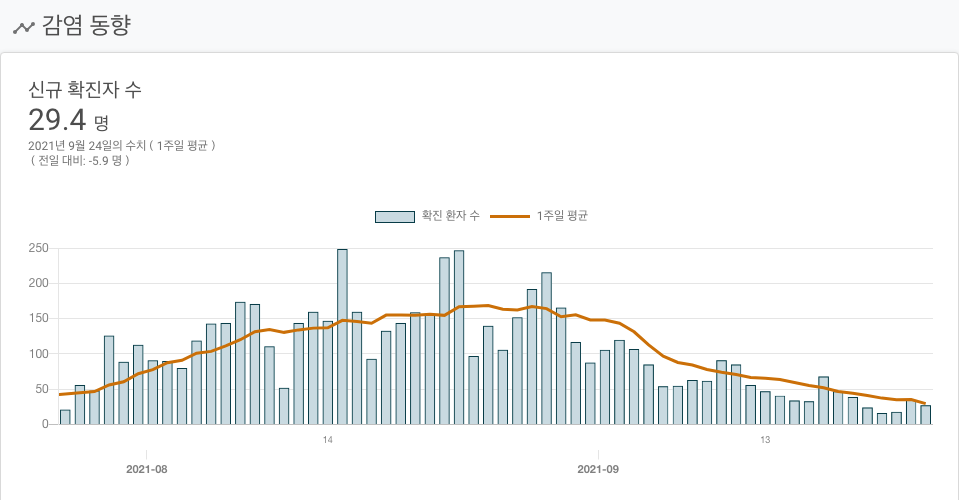 감염 동향
신규 확진자 수
29.4 명
2021년 9월 24일의 수치 ( 1주일 평균 )
( 전일 대비: -5.9 명 )
확진 환자 수 1주일 평균
250
200
150
100
50
0
14 13
2021-08 2021-09